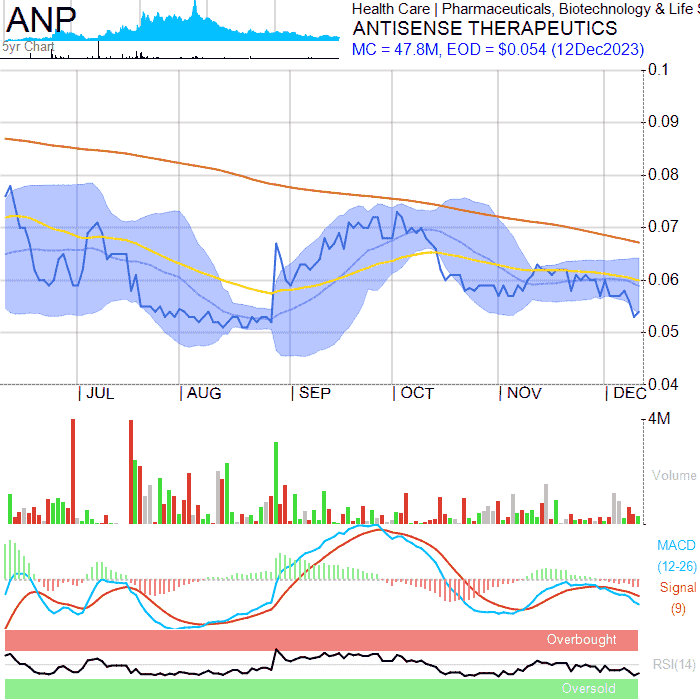 ANP
5yr Chart
Health Care | Pharmaceuticals, Biotechnology & Life S
ANTISENSE THERAPEUTICS
MC = 47.8M, EOD = $0.054 (12Dec2023)
0.1
0.09
0.08
0.07
0.06
0.05
0.04
| JUL | AUG | SEP | OCT | NOV | DEC
4M
Volume
MACD
(12-26)
Signal
(9)
Overbought
RSI(14)
Oversold